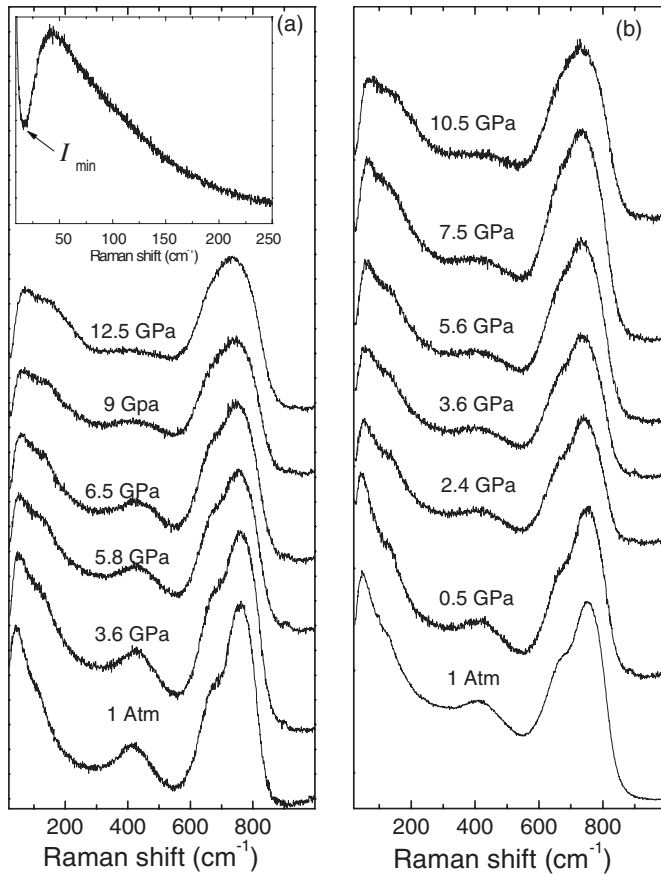 (a)
I min
50 100 150 200 250
Raman shift (cm⁻¹)
12.5 GPa
9 Gpa
6.5 GPa
5.8 GPa
3.6 GPa
1 Atm
200 400 600 800
Raman shift (cm⁻¹)
(b)
10.5 GPa
7.5 GPa
5.6 GPa
3.6 GPa
2.4 GPa
0.5 GPa
1 Atm
200 400 600 800
Raman shift (cm⁻¹)